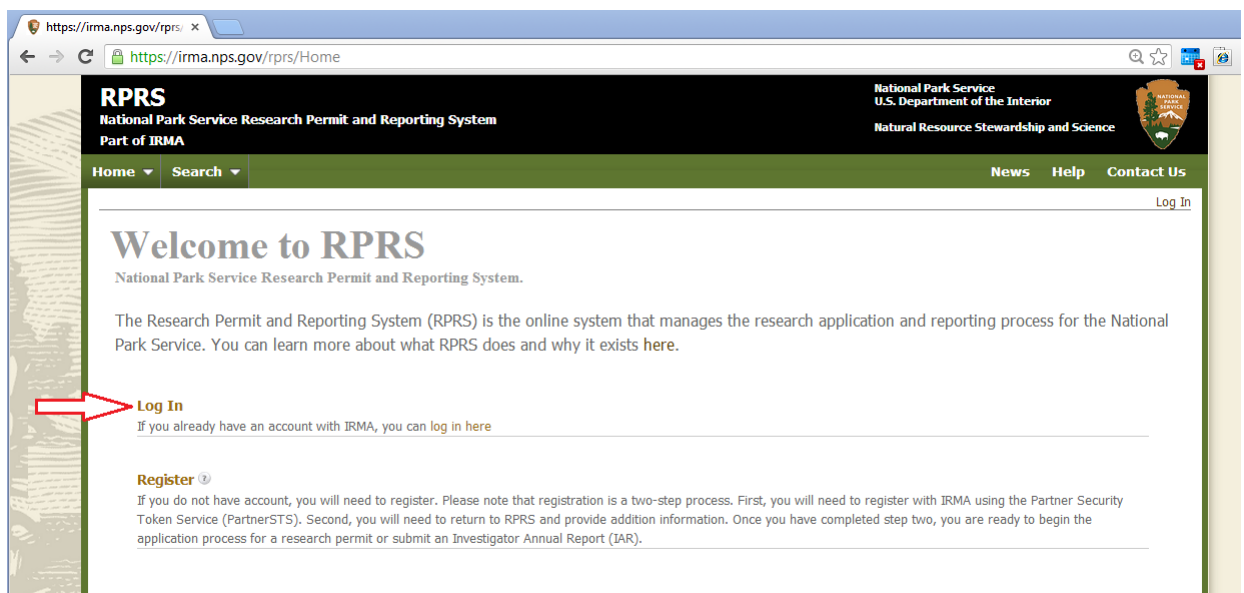 https://irma.nps.gov/rprs/ ×
https://irma.nps.gov/rprs/Home
RPRS
National Park Service Research Permit and Reporting System
Part of IRMA
National Park Service
U.S. Department of the Interior
Natural Resource Stewardship and Science
NATIONAL
PARK
SERVICE
Home Search News Help Contact Us
Log In
Welcome to RPRS
National Park Service Research Permit and Reporting System.
The Research Permit and Reporting System (RPRS) is the online system that manages the research application and reporting process for the National
Park Service. You can learn more about what RPRS does and why it exists here.
Log In
If you already have an account with IRMA, you can log in here
Register ?
If you do not have account, you will need to register. Please note that registration is a two-step process. First, you will need to register with IRMA using the Partner Security
Token Service (PartnerSTS). Second, you will need to return to RPRS and provide addition information. Once you have completed step two, you are ready to begin the
application process for a research permit or submit an Investigator Annual Report (IAR).